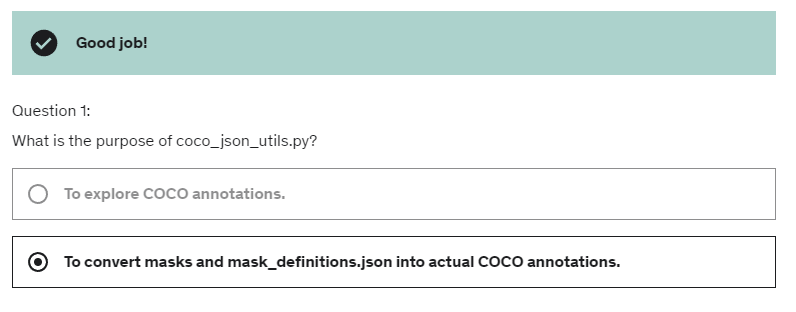 Good job!
Question 1:
What is the purpose of coco_json_utils.py?
To explore COCO annotations.
To convert masks and mask_definitions.json into actual COCO annotations.